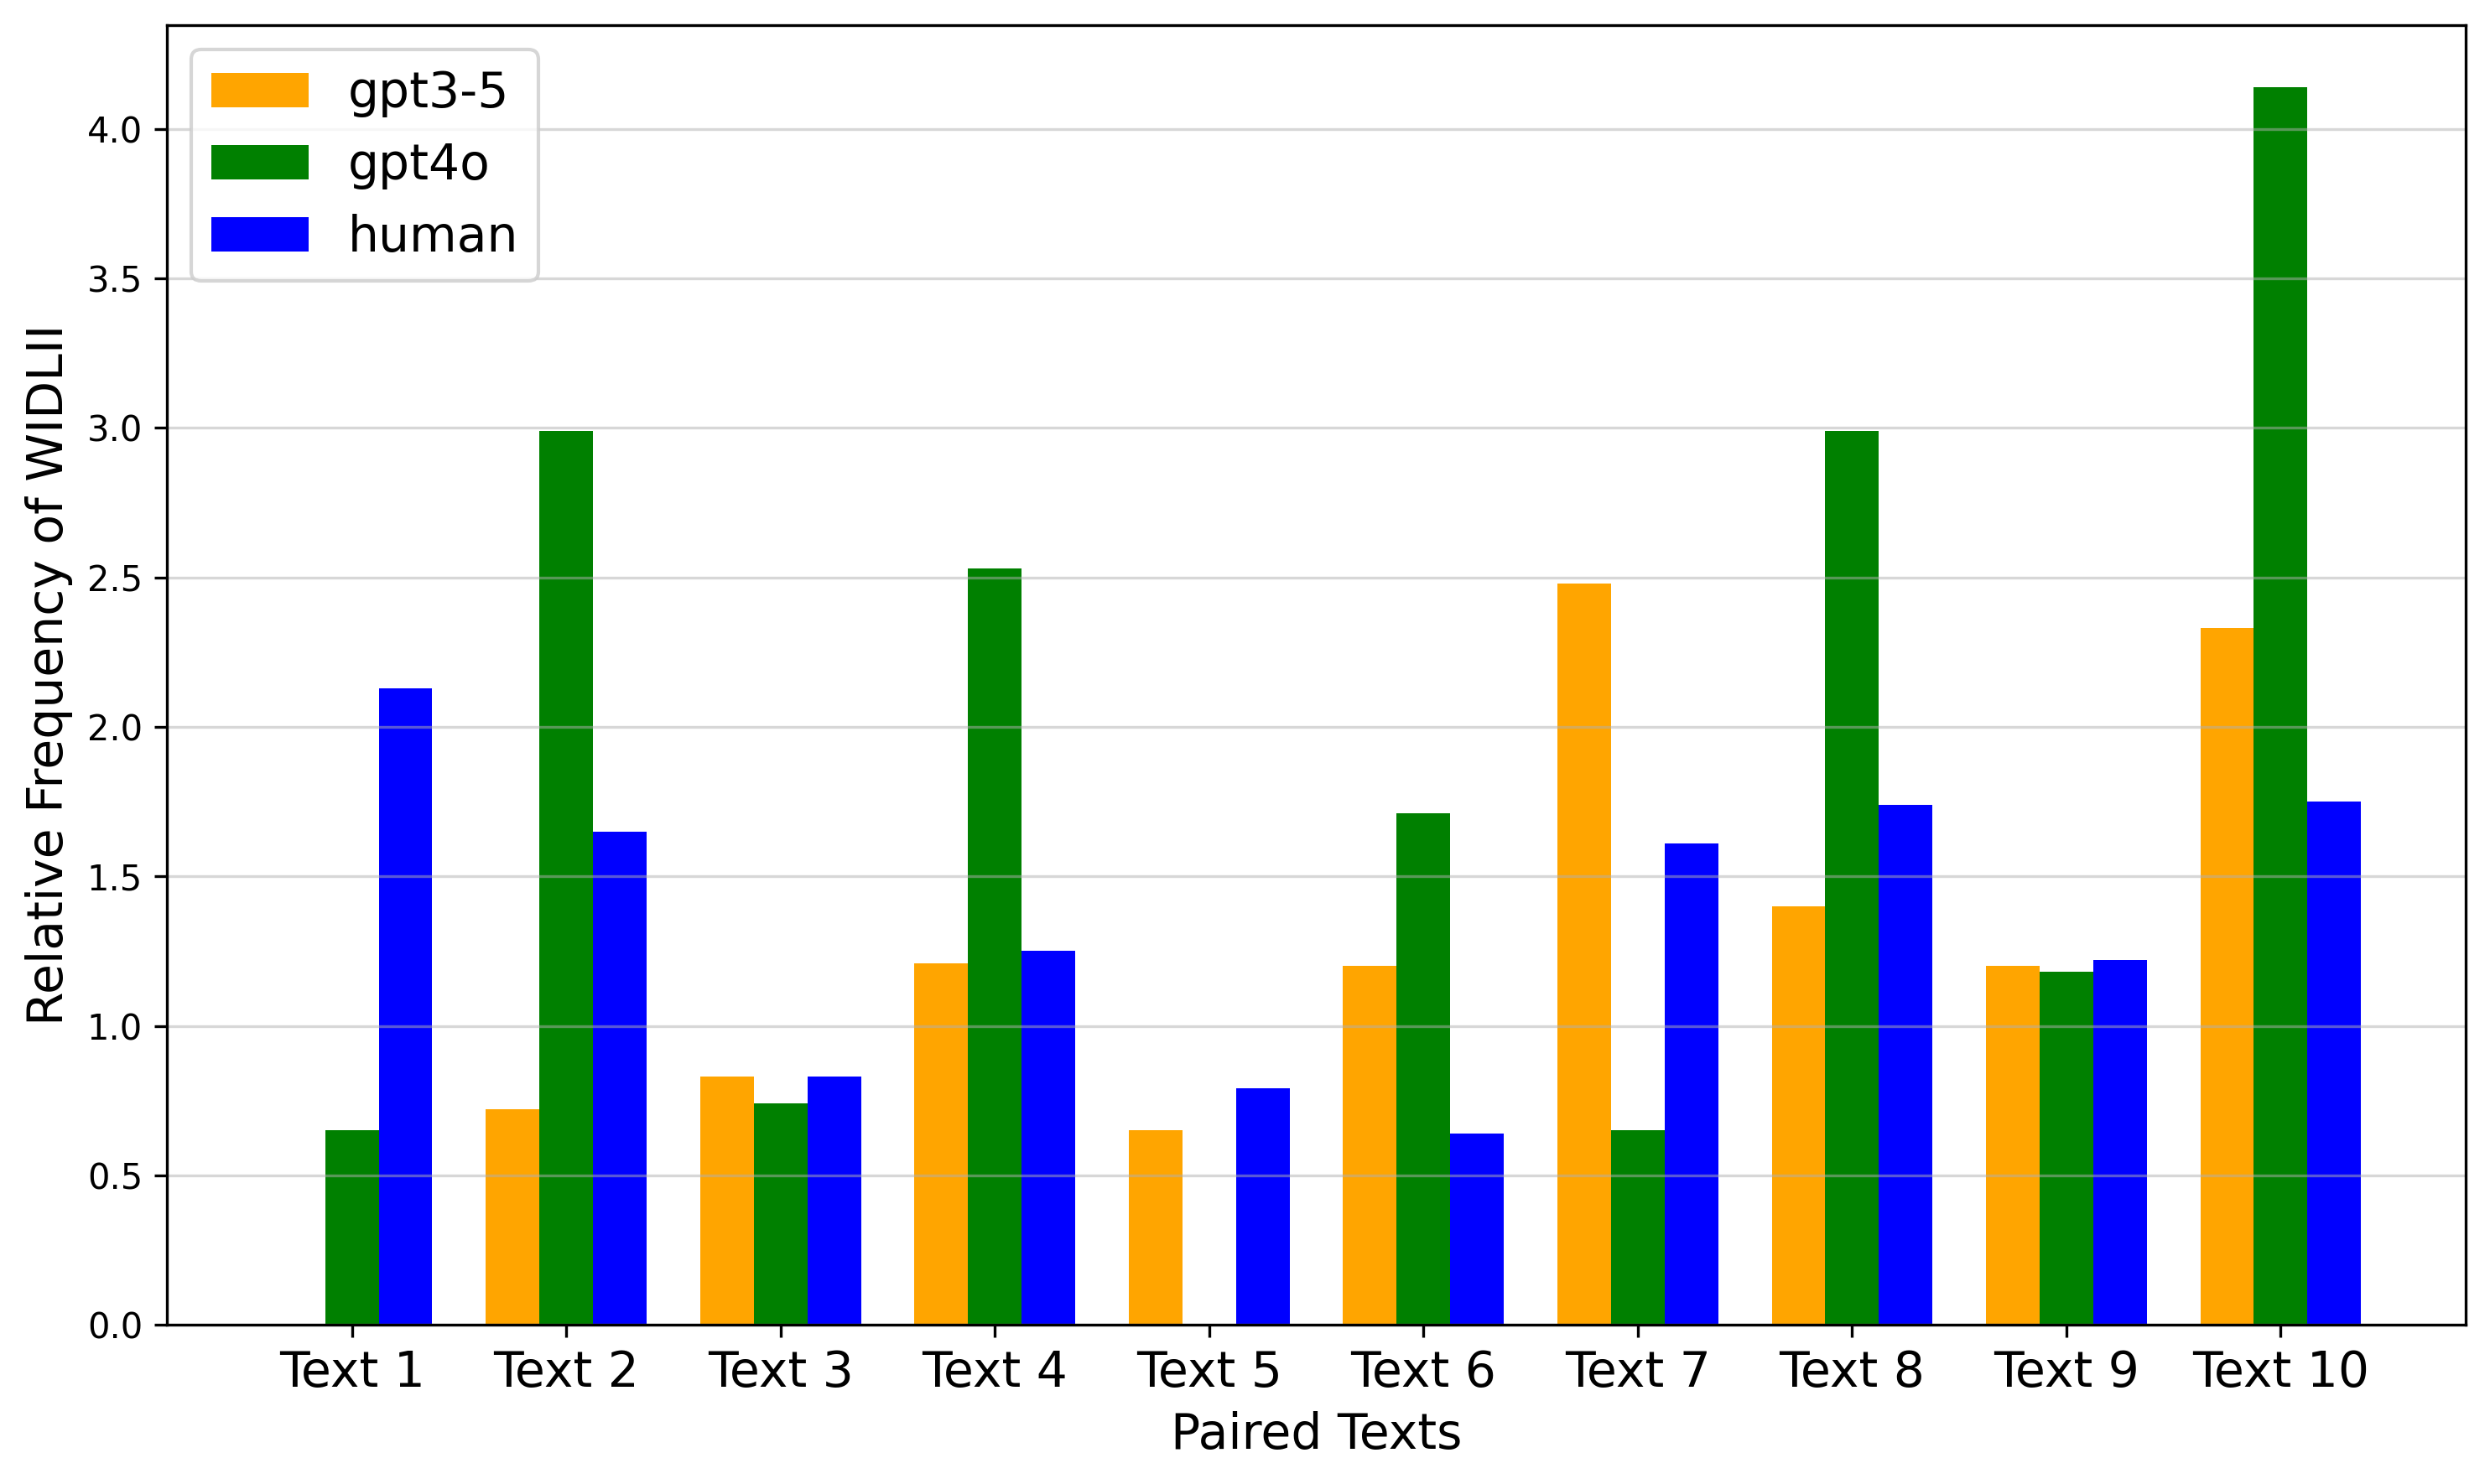 gpt3-5
gpt4o
human
Relative Frequency of WIDLII
4.0
3.5
3.0
2.5
2.0
1.5
1.0
0.5
0.0
Text 1 Text 2 Text 3 Text 4 Text 5 Text 6 Text 7 Text 8 Text 9 Text 10
Paired Texts